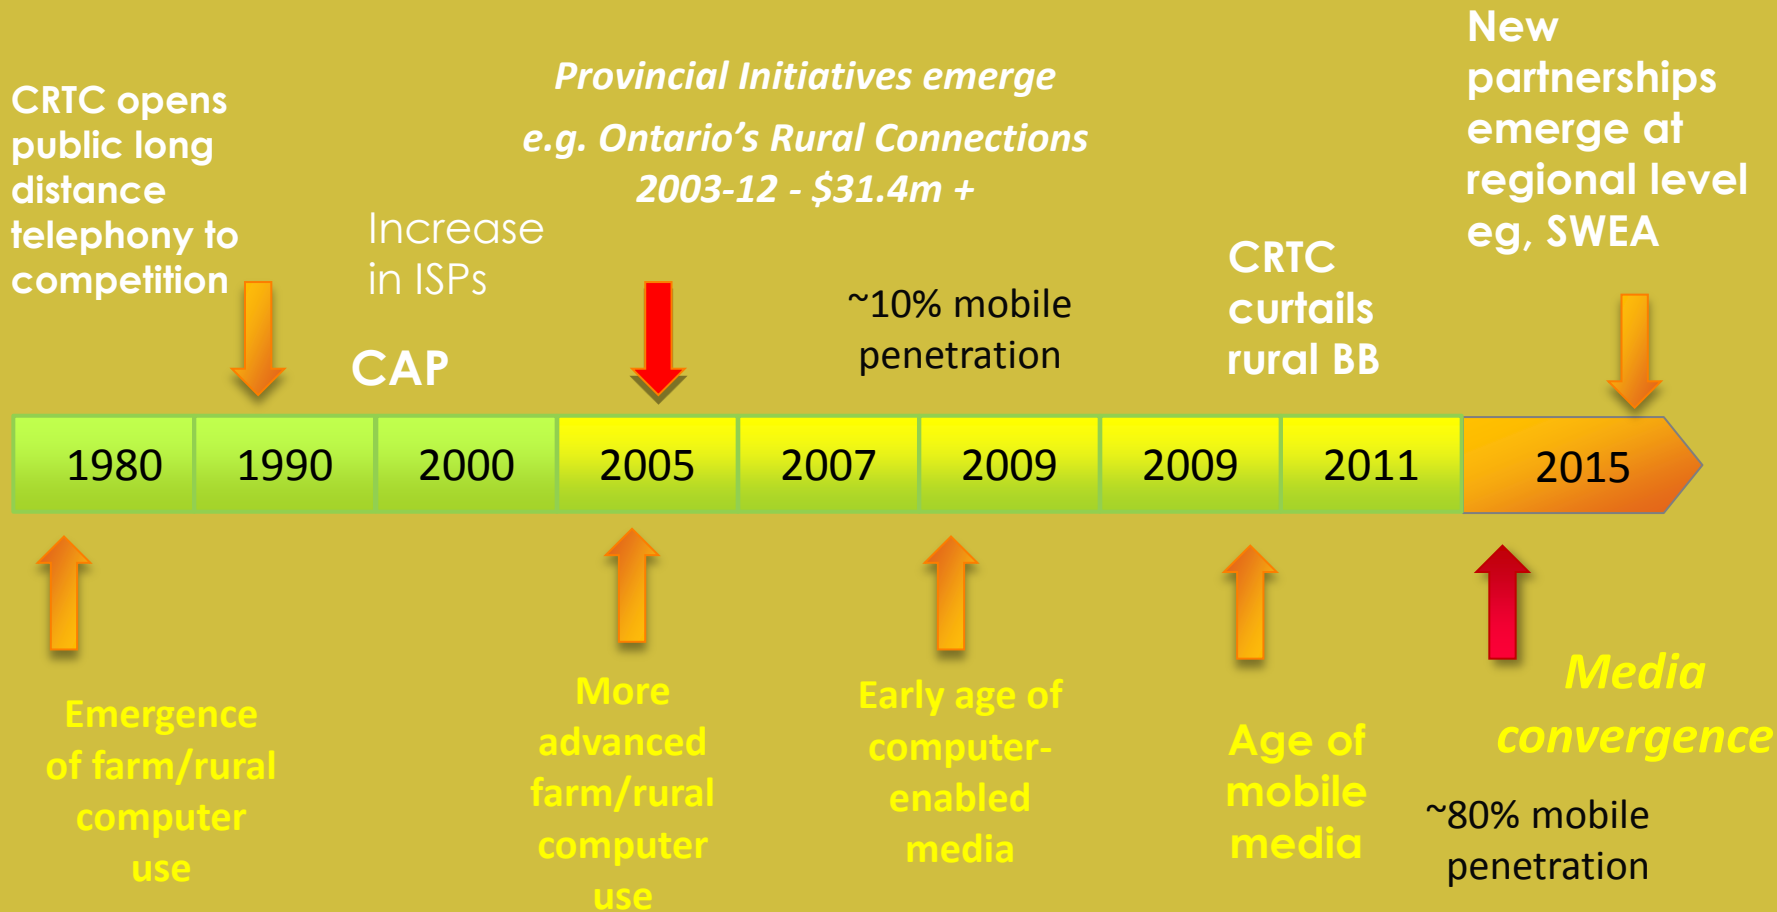 CRTC opens
public long
distance
telephony to
competition
Increase
in ISPs
CAP
Provincial Initiatives emerge
e.g. Ontario's Rural Connections
2003-12 - $31.4m +
~10% mobile
penetration
CRTC
curtails
rural BB
New
partnerships
emerge at
regional level
eg, SWEA
1980 1990 2000 2005 2007 2009 2009 2011 2015
Emergence
of farm/rural
computer
use
More
advanced
farm/rural
computer
use
Early age of
computer-
enabled
media
Age of
mobile
media
Media
convergence
~80% mobile
penetration